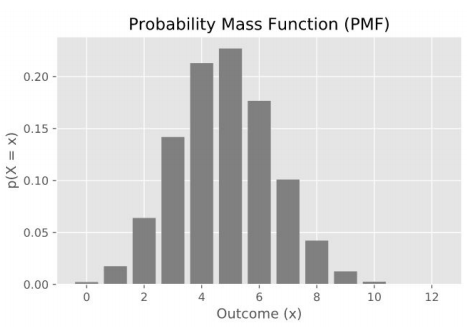 Probability Mass Function (PMF)
0.20
0.15
0.10
0.05
0.00
p(X = x)
0 2 4 6 8 10 12
Outcome (x)